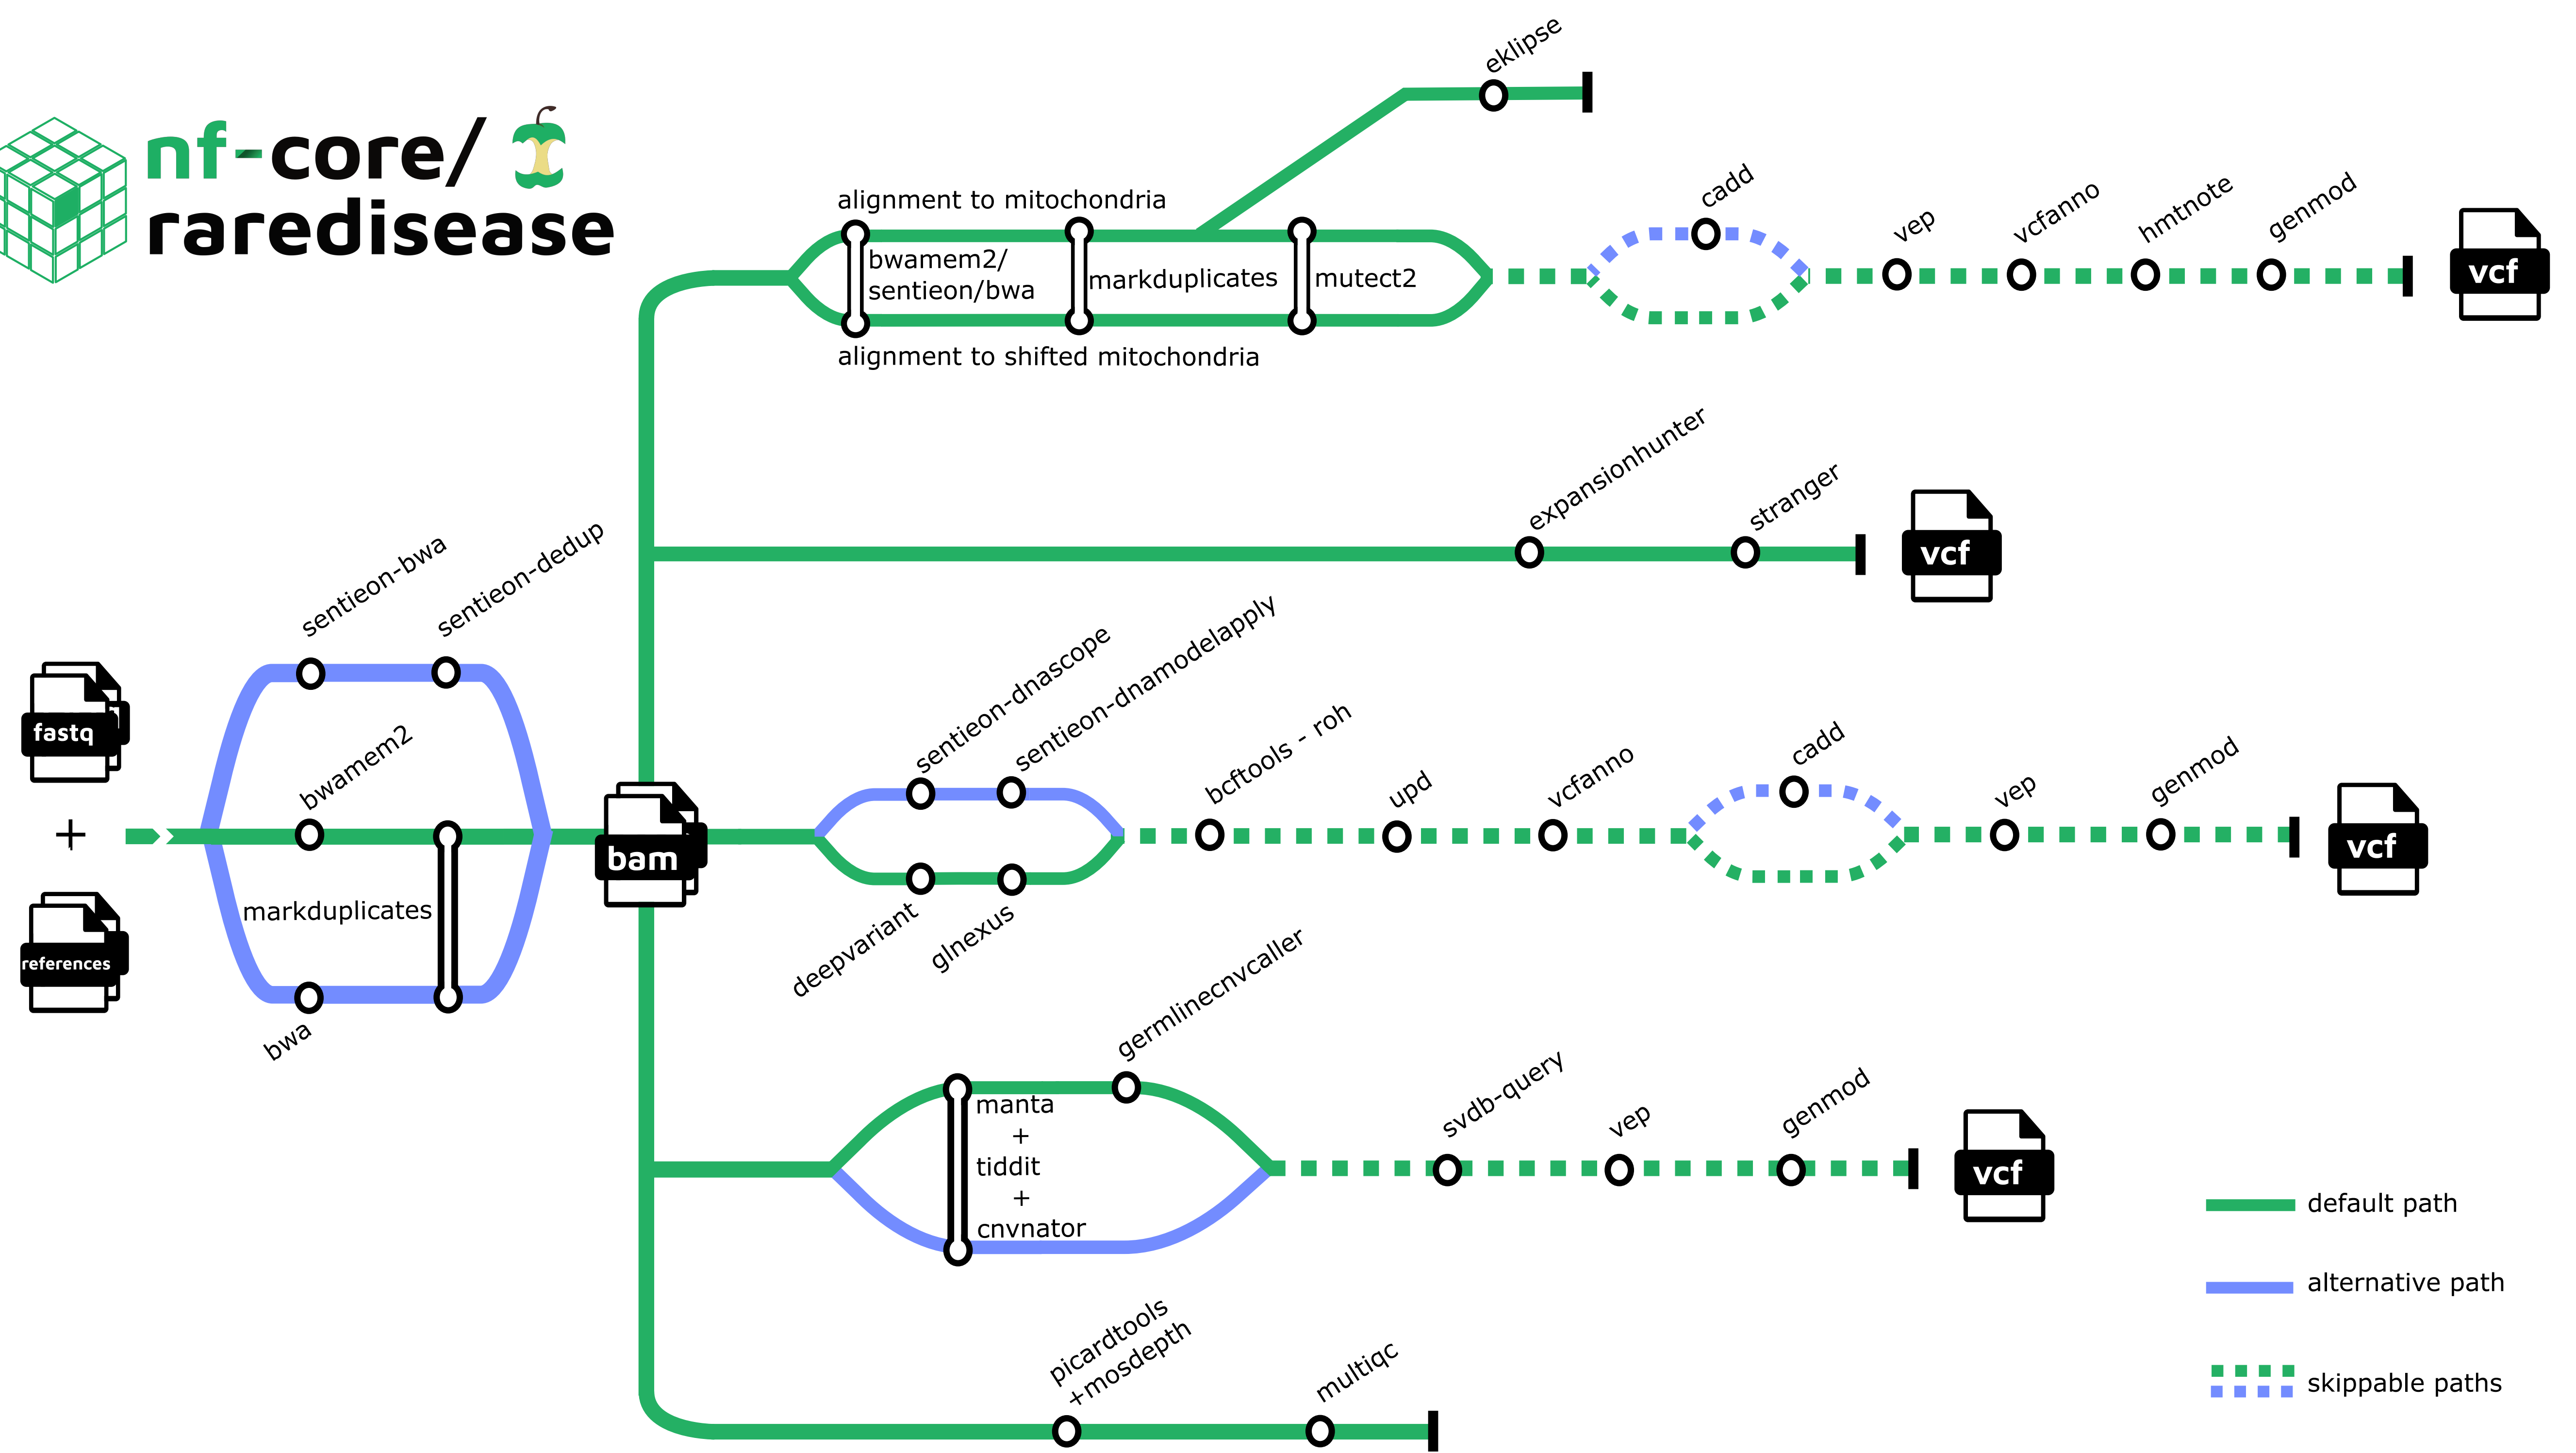 nf-core/
raredisease
eklipse
alignment to mitochondria
bwamem2/
sentieon/bwa
markduplicates
mutect2
alignment to shifted mitochondria
cadd
vep
vcfanno
hmtnote
genmod
vcf
expansionhunter
stranger
vcf
fastq
+
references
sentieon-bwa
sentieon-dedup
bwamem2
markduplicates
bwa
bam
sentieon-dnascope
sentieon-dnamodelapply
deepvariant
glnexus
bcftools - roh
upd
vcfanno
cadd
vep
genmod
vcf
manta
+
tiddit
+
cnvnator
germlinecnvcaller
svdb-query
vep
genmod
vcf
picardtools
+mosdepth
multiqc
default path
alternative path
skippable paths